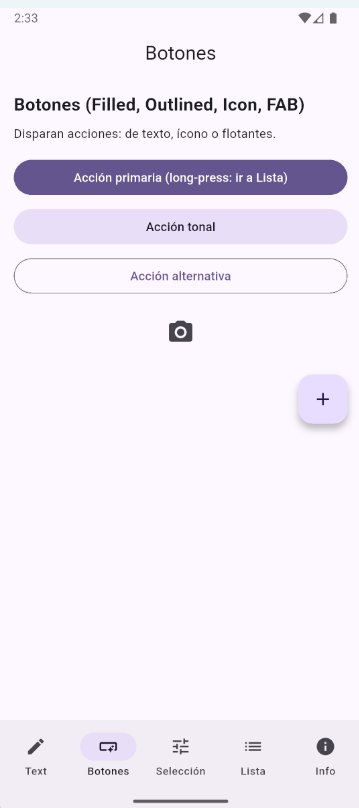 2:33
Botones
Botones (Filled, Outlined, Icon, FAB)
Disparan acciones: de texto, ícono o flotantes.
Acción primaria (long-press: ir a Lista)
Acción tonal
Acción alternativa
+
Text
Botones
Selección
Lista
Info